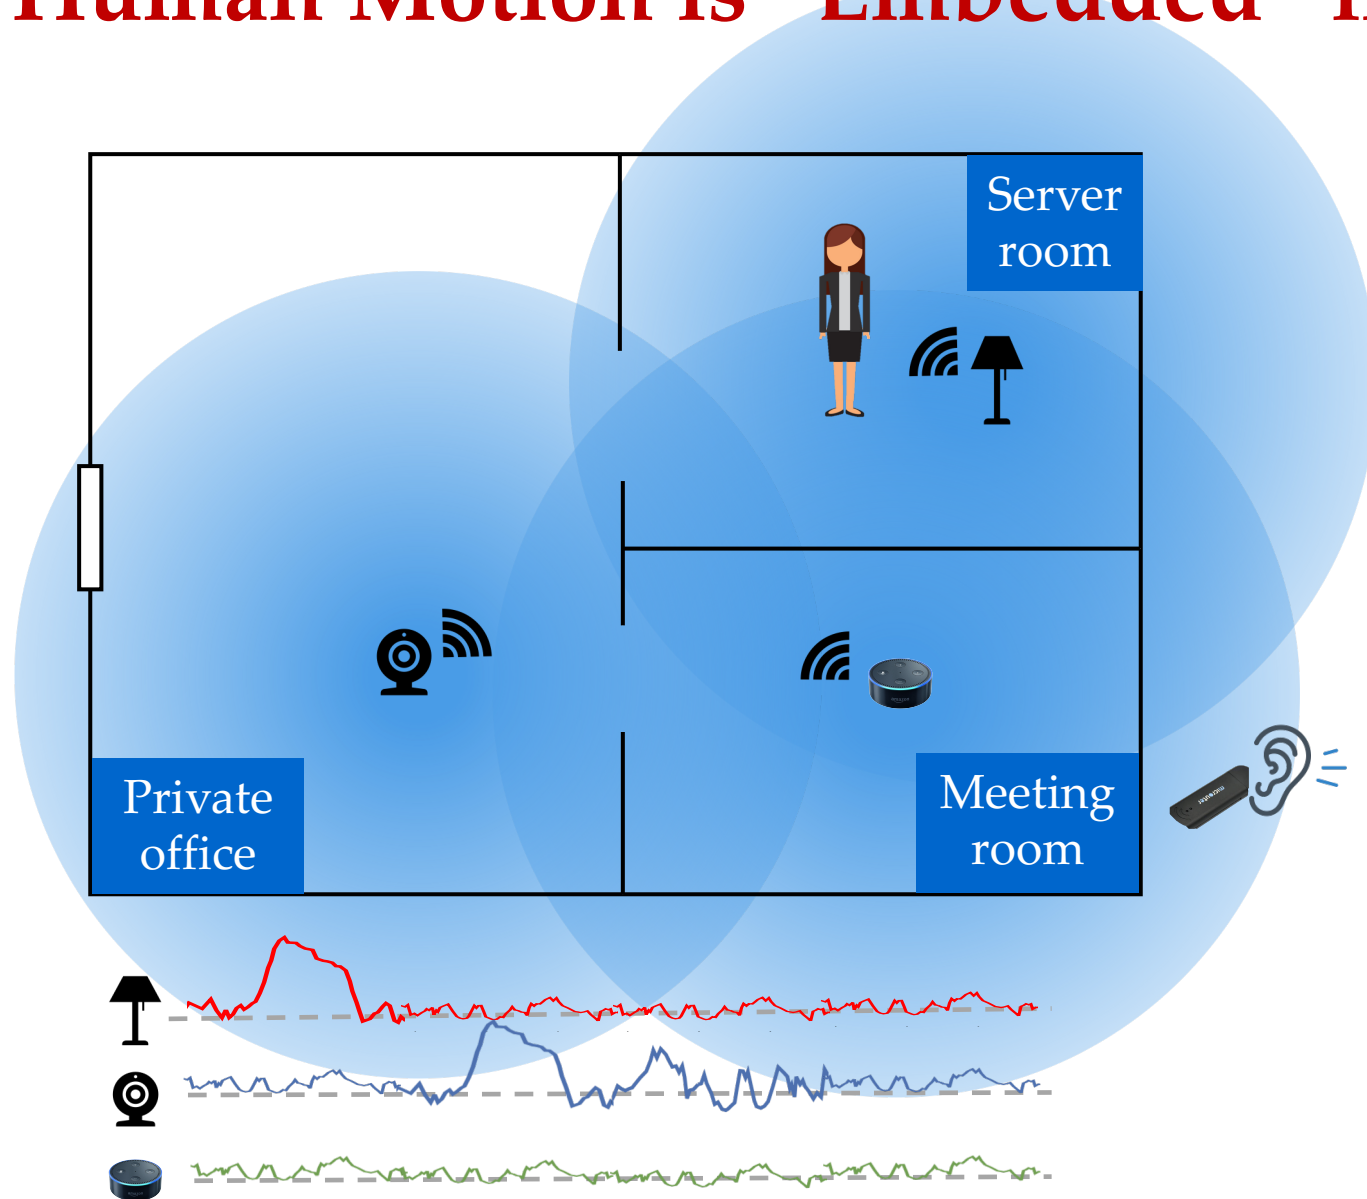 Human Motion is "Embedded"
Server
room
Private
office
Meeting
room